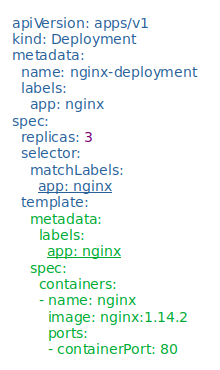 apiVersion: apps/v1
kind: Deployment
metadata:
  name: nginx-deployment
  labels:
    app: nginx
spec:
  replicas: 3
  selector:
    matchLabels:
      app: nginx
  template:
    metadata:
      labels:
        app: nginx
    spec:
      containers:
      - name: nginx
        image: nginx:1.14.2
        ports:
        - containerPort: 80